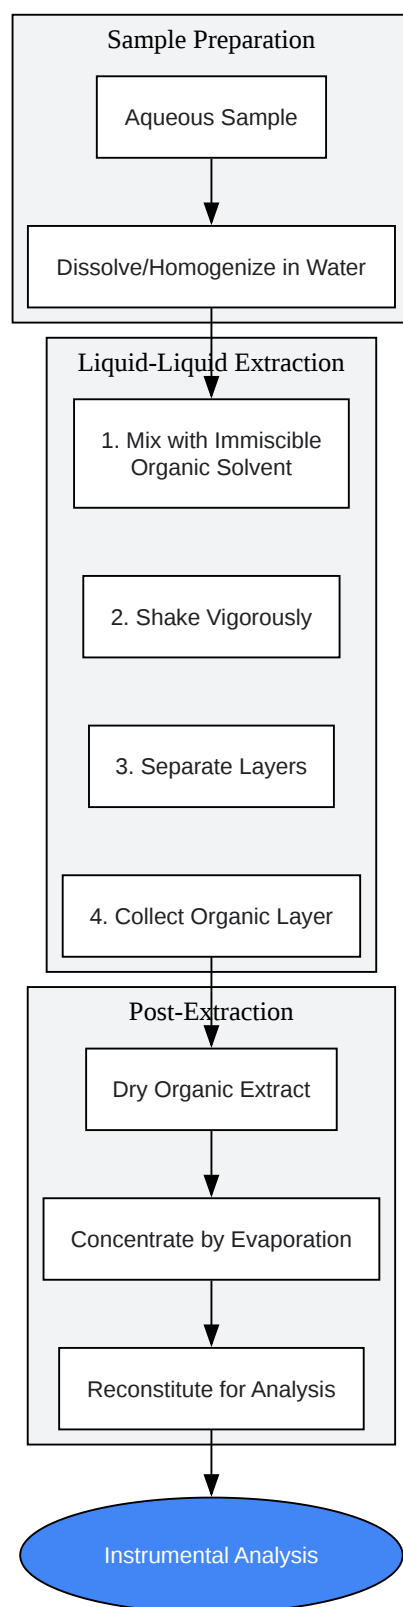 Sample Preparation
Aqueous Sample
Dissolve/Homogenize in Water
Liquid-Liquid Extraction
1. Mix with Immiscible
Organic Solvent
2. Shake Vigorously
3. Separate Layers
4. Collect Organic Layer
Post-Extraction
Dry Organic Extract
Concentrate by Evaporation
Reconstitute for Analysis
Instrumental Analysis